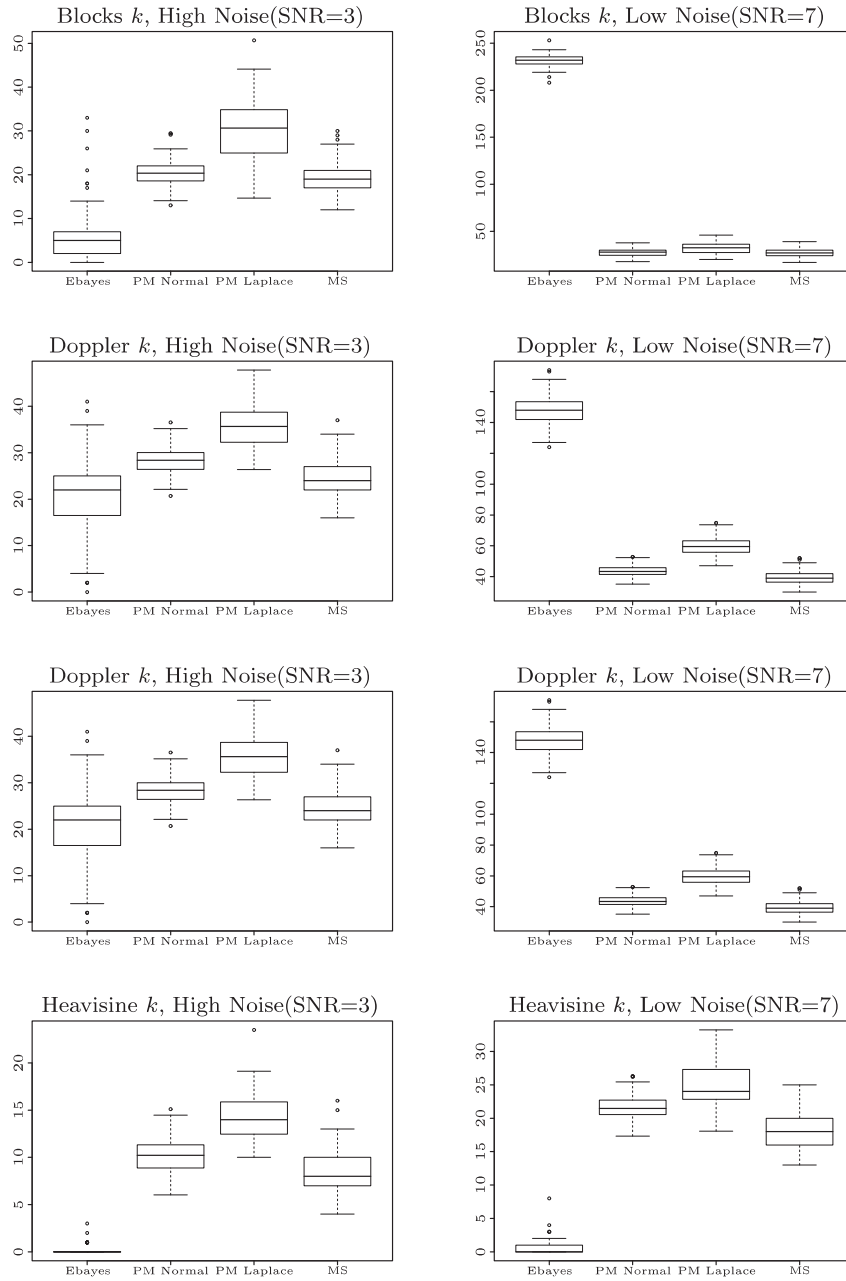 Blocks k, High Noise(SNR=3)
50
40
30
20
10
0
Ebayes PM Normal PM Laplace MS
Blocks k, Low Noise(SNR=7)
250
200
150
100
50
Ebayes PM Normal PM Laplace MS
Doppler k, High Noise(SNR=3)
40
30
20
10
0
Ebayes PM Normal PM Laplace MS
Doppler k, Low Noise(SNR=7)
140
100
80
60
40
Ebayes PM Normal PM Laplace MS
Doppler k, High Noise(SNR=3)
40
30
20
10
0
Ebayes PM Normal PM Laplace MS
Doppler k, Low Noise(SNR=7)
140
100
80
60
40
Ebayes PM Normal PM Laplace MS
Heavisine k, High Noise(SNR=3)
20
15
10
5
0
Ebayes PM Normal PM Laplace MS
Heavisine k, Low Noise(SNR=7)
30
25
20
15
10
5
0
Ebayes PM Normal PM Laplace MS